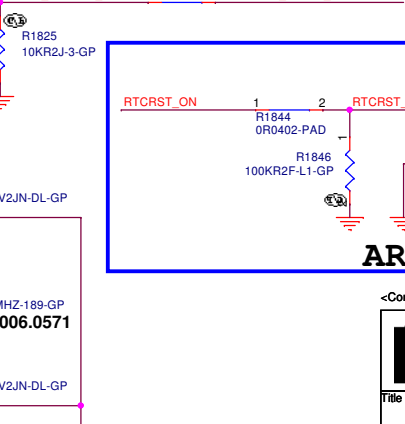 R1825
10KR2J-3-GP
RTCRST_ON
1
2
RTCRST_
R1844
0R0402-PAD
1
R1846
100KR2F-L1-GP
V2JN-DL-GP
AR
MHZ-189-GP
006.0571
<Cor
V2JN-DL-GP
Title